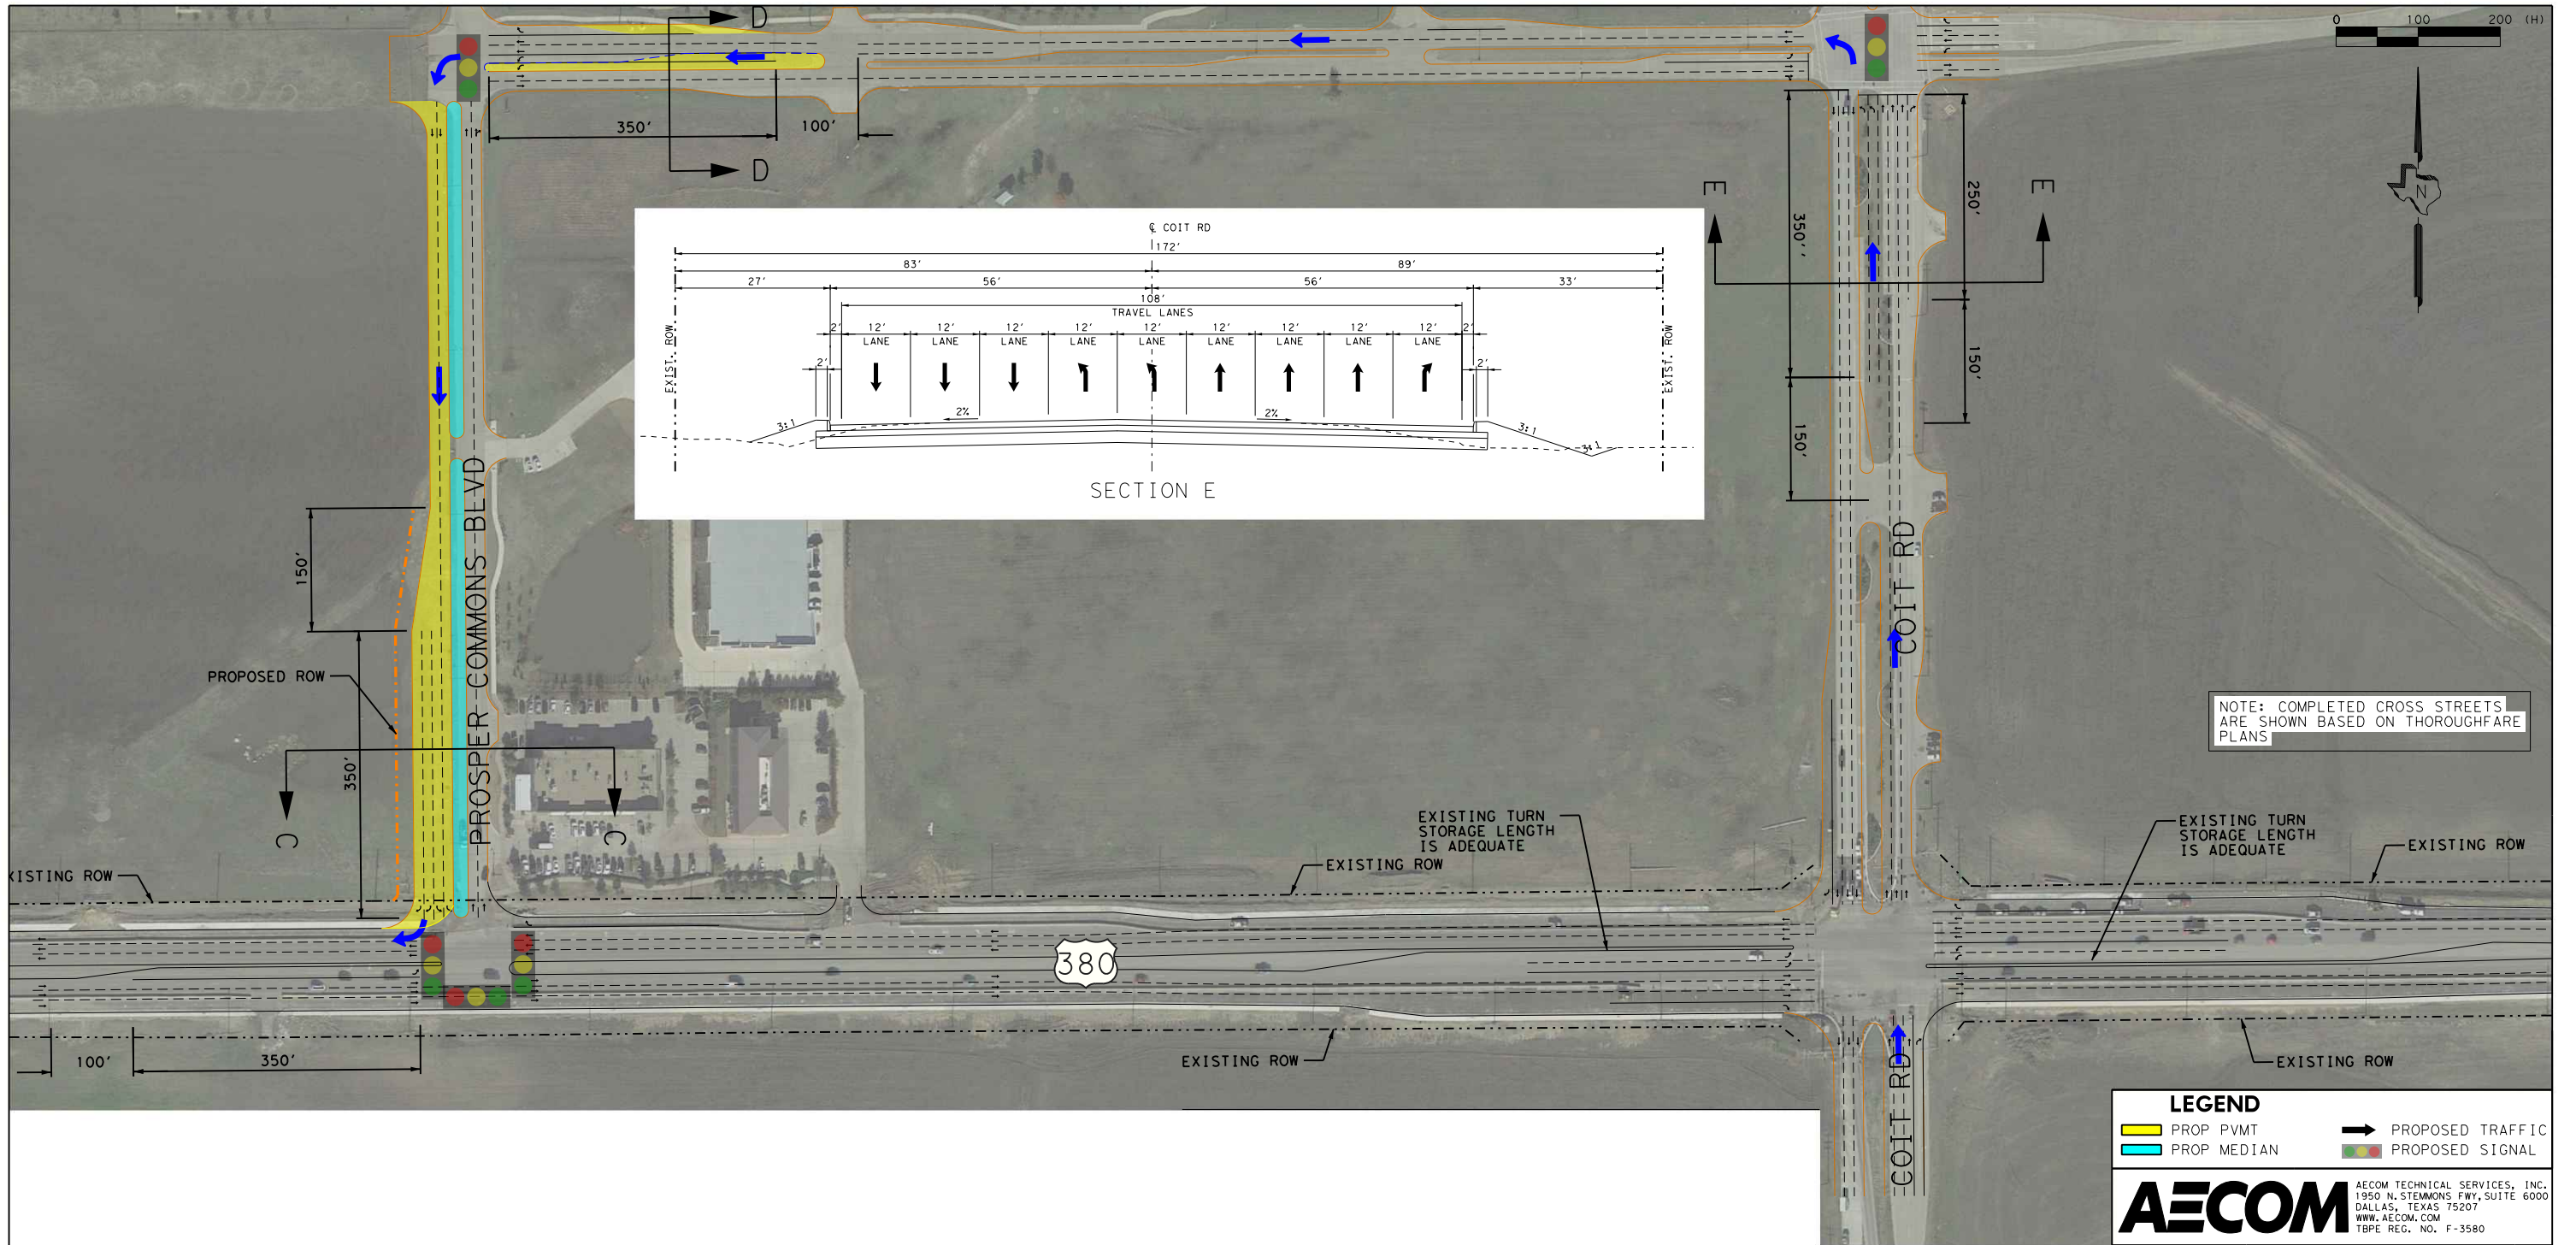 D
D
350'
100'
0 100 200 (H)
N
E
E
350'
250'
150'
150'
℄ COIT RD
172'
83'
89'
27'
56'
56'
33'
108'
TRAVEL LANES
2'
12'
12'
12'
12'
12'
12'
12'
12'
12'
2'
LANE
LANE
LANE
LANE
LANE
LANE
LANE
LANE
LANE
2'
2'
EXIST. ROW
EXIST. ROW
2%
2%
3:1
3:1
3:1
SECTION E
PROSPER COMMONS BLVD
150'
PROPOSED ROW
350'
C
C
COIT RD
NOTE: COMPLETED CROSS STREETS
ARE SHOWN BASED ON THOROUGHFARE
PLANS
EXISTING TURN
STORAGE LENGTH
IS ADEQUATE
EXISTING TURN
STORAGE LENGTH
IS ADEQUATE
EXISTING ROW
EXISTING ROW
XISTING ROW
380
100'
350'
EXISTING ROW
EXISTING ROW
COIT RD
COIT RD
LEGEND
PROP PVMT
PROPOSED TRAFFIC
PROP MEDIAN
PROPOSED SIGNAL
AECOM
AECOM TECHNICAL SERVICES, INC.
1950 N. STEMMONS FWY, SUITE 6000
DALLAS, TEXAS 75207
WWW.AECOM.COM
TBPE REG. NO. F-3580